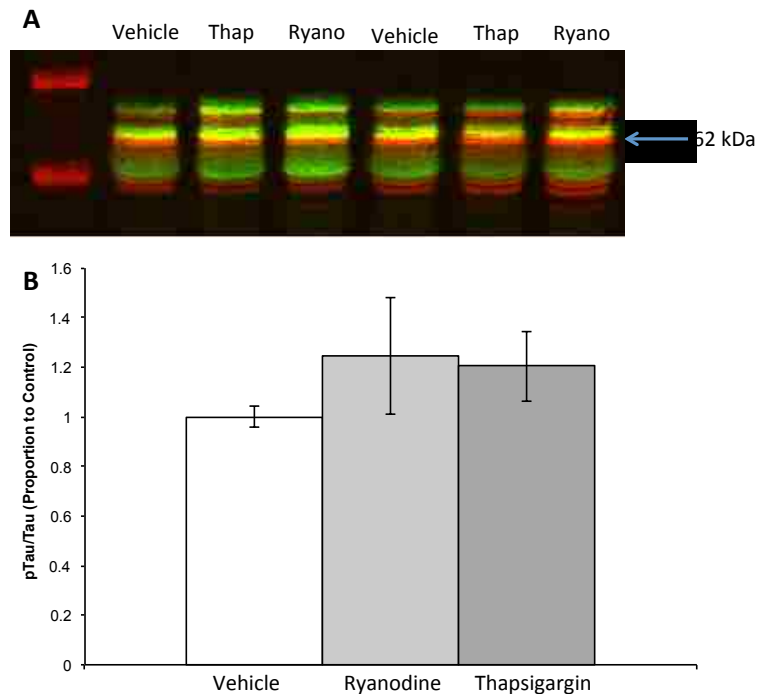 A
Vehicle Thap Ryano Vehicle Thap Ryano
62 kDa
B
pTau/Tau (Proportion to Control)
1.6
1.4
1.2
1
0.8
0.6
0.4
0.2
0
Vehicle Ryanodine Thapsigargin